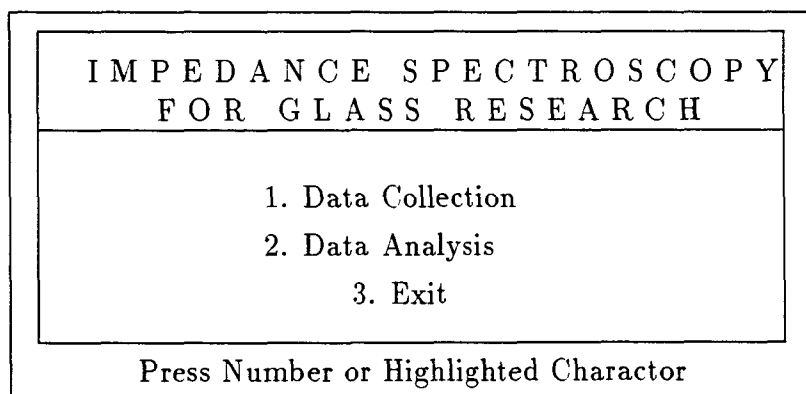 IMPEDANCE SPECTROSCOPY
FOR GLASS RESEARCH
1. Data Collection
2. Data Analysis
3. Exit
Press Number or Highlighted Charactor